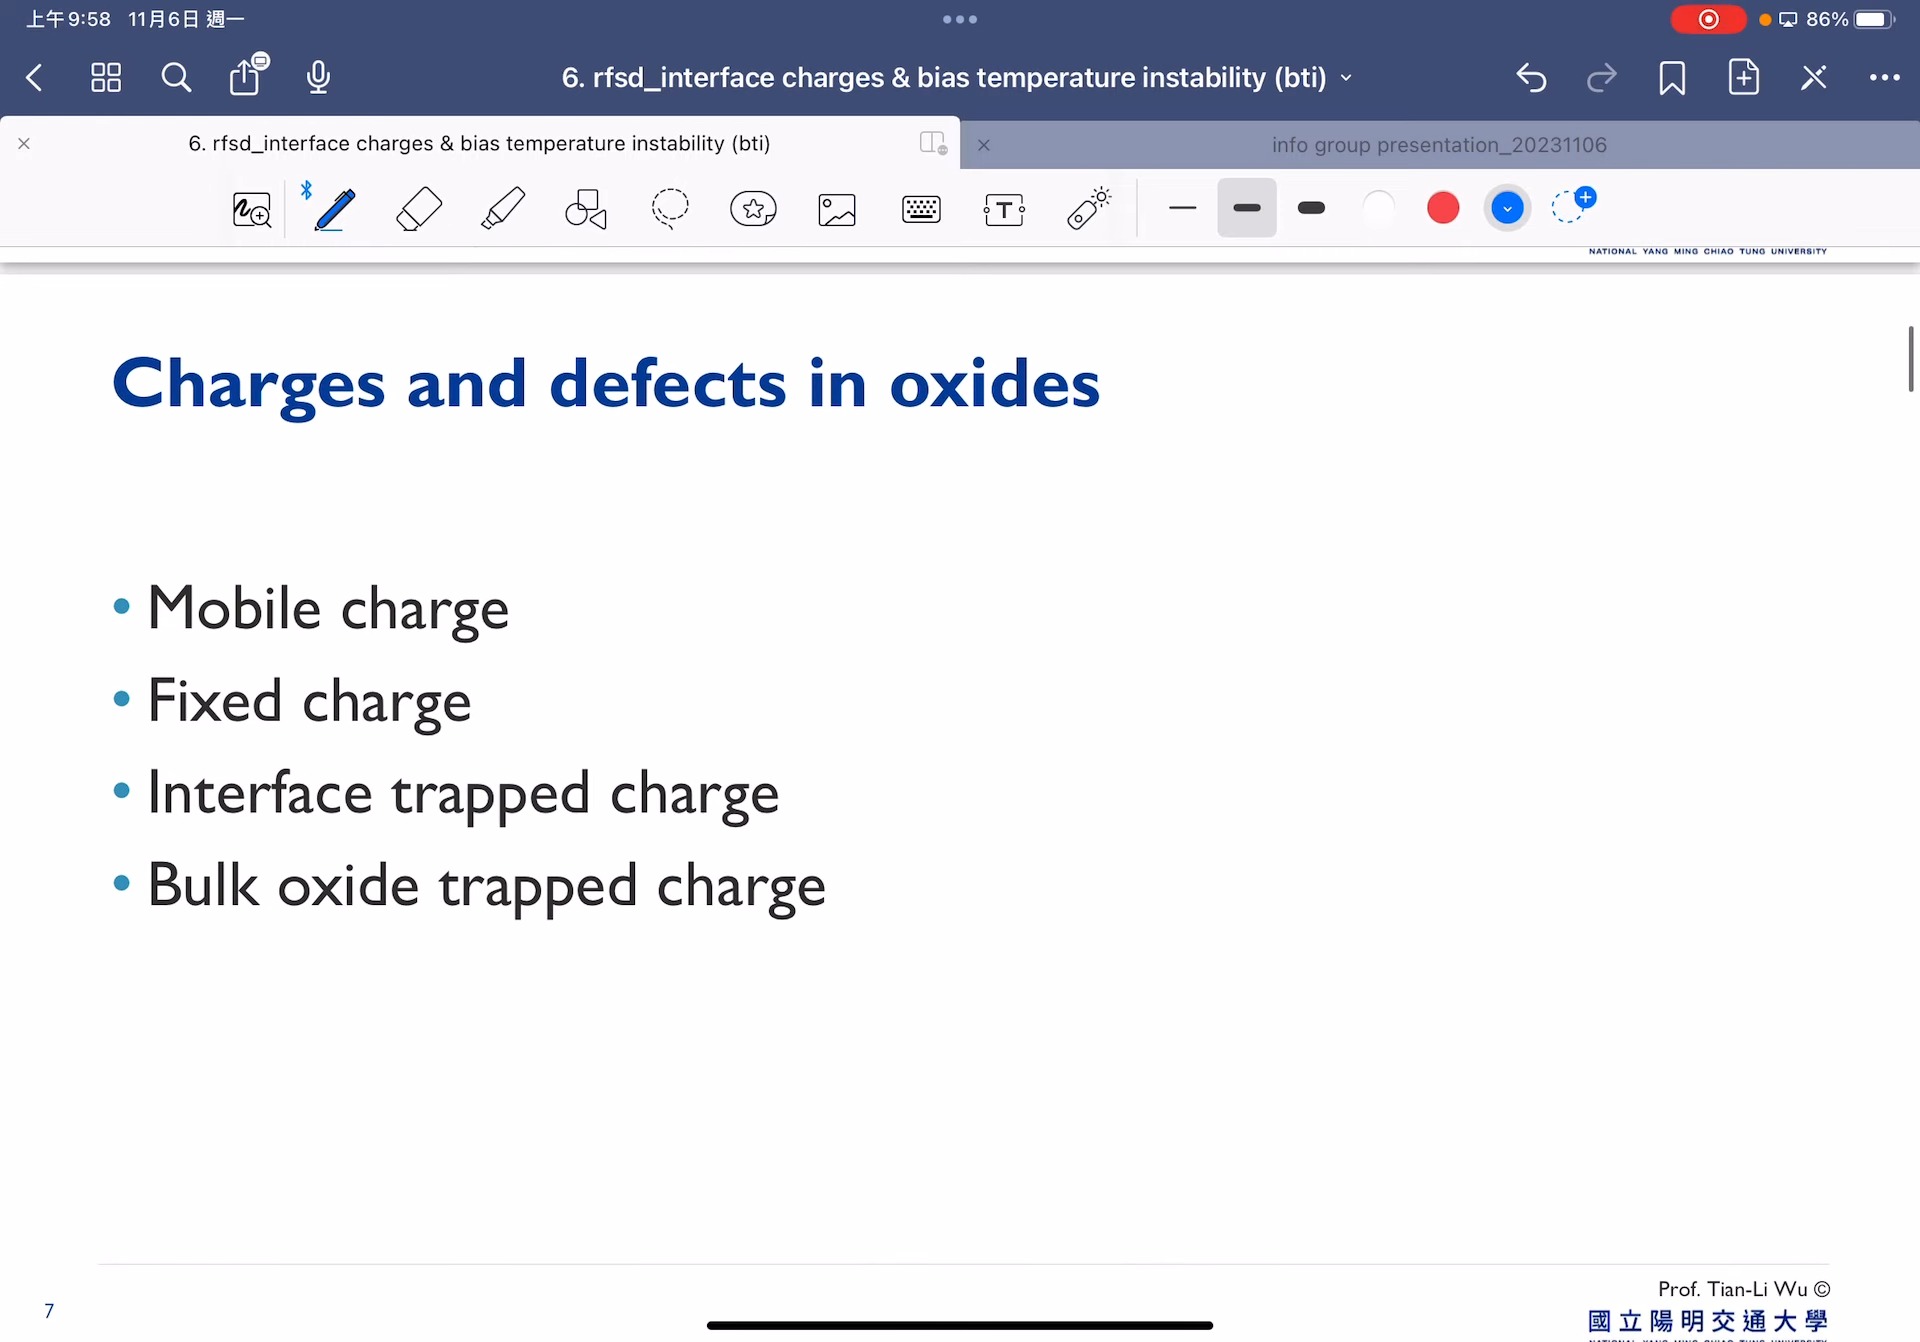 上午9:58 11月6日 週一
86%
6. rfsd_interface charges & bias temperature instability (bti)
6. rfsd_interface charges & bias temperature instability (bti)
info group presentation_20231106
T
NATIONAL YANG MING CHIAO TUNG UNIVERSITY
Charges and defects in oxides
• Mobile charge
• Fixed charge
• Interface trapped charge
• Bulk oxide trapped charge
Prof. Tian-Li Wu ©
7
國立陽明交通大學